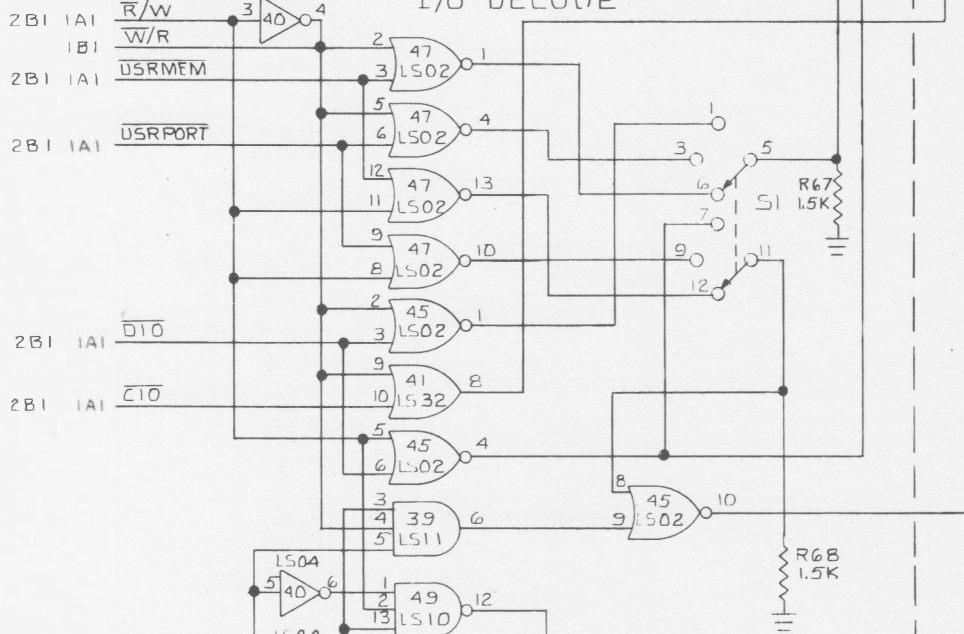 I/O DECODE
2B1 1A1 R/W 3 40 4
1B1 W/R
2B1 1A1 USRMEM
2 3 47 LS02 1
2B1 1A1 USRPORT
5 6 47 LS02 4
12 11 47 LS02 13
9 8 47 LS02 10
2 3 45 LS02 1
2B1 1A1 DIO
9 10 41 LS32 8
2B1 1A1 CIO
5 6 45 LS02 4
3 4 5 39 LS11 6
LS04
5 40 6
1 2 13 49 LS10 12
1
3 5
6 S1
7
9 11
12
R67
1.5K
8 9 45 LS02 10
R68
1.5K